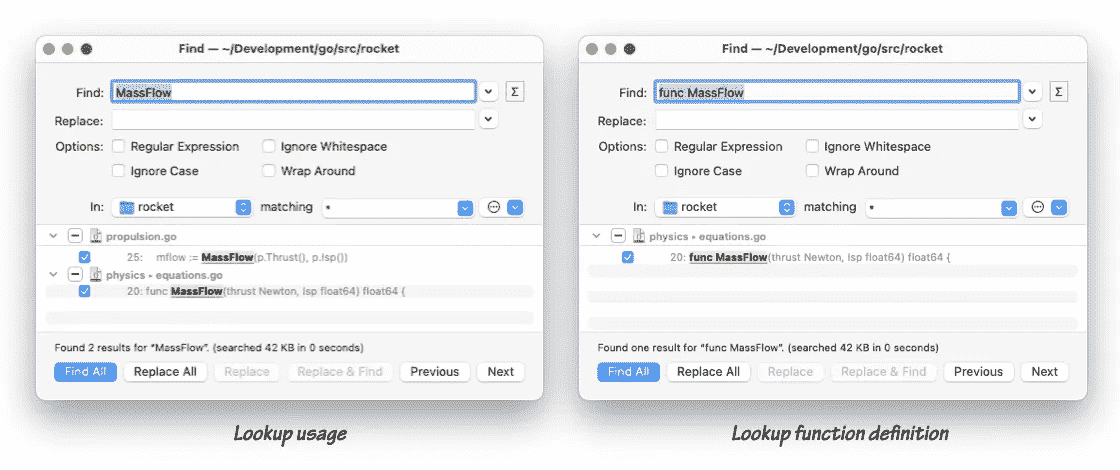 Find — ~/Development/go/src/rocket
Find: MassFlow Σ
Replace:
Options: Regular Expression Ignore Whitespace
Ignore Case Wrap Around
In: rocket matching *
propulsion.go
25: mflow := MassFlow(p.Thrust(), p.Isp())
physics ▸ equations.go
20: func MassFlow(thrust Newton, Isp float64) float64 {
Found 2 results for “MassFlow”. (searched 42 KB in 0 seconds)
Find All Replace All Replace Replace & Find Previous Next
Lookup usage
Find — ~/Development/go/src/rocket
Find: func MassFlow Σ
Replace:
Options: Regular Expression Ignore Whitespace
Ignore Case Wrap Around
In: rocket matching *
physics ▸ equations.go
20: func MassFlow(thrust Newton, Isp float64) float64 {
Found one result for “func MassFlow”. (searched 42 KB in 0 seconds)
Find All Replace All Replace Replace & Find Previous Next
Lookup function definition